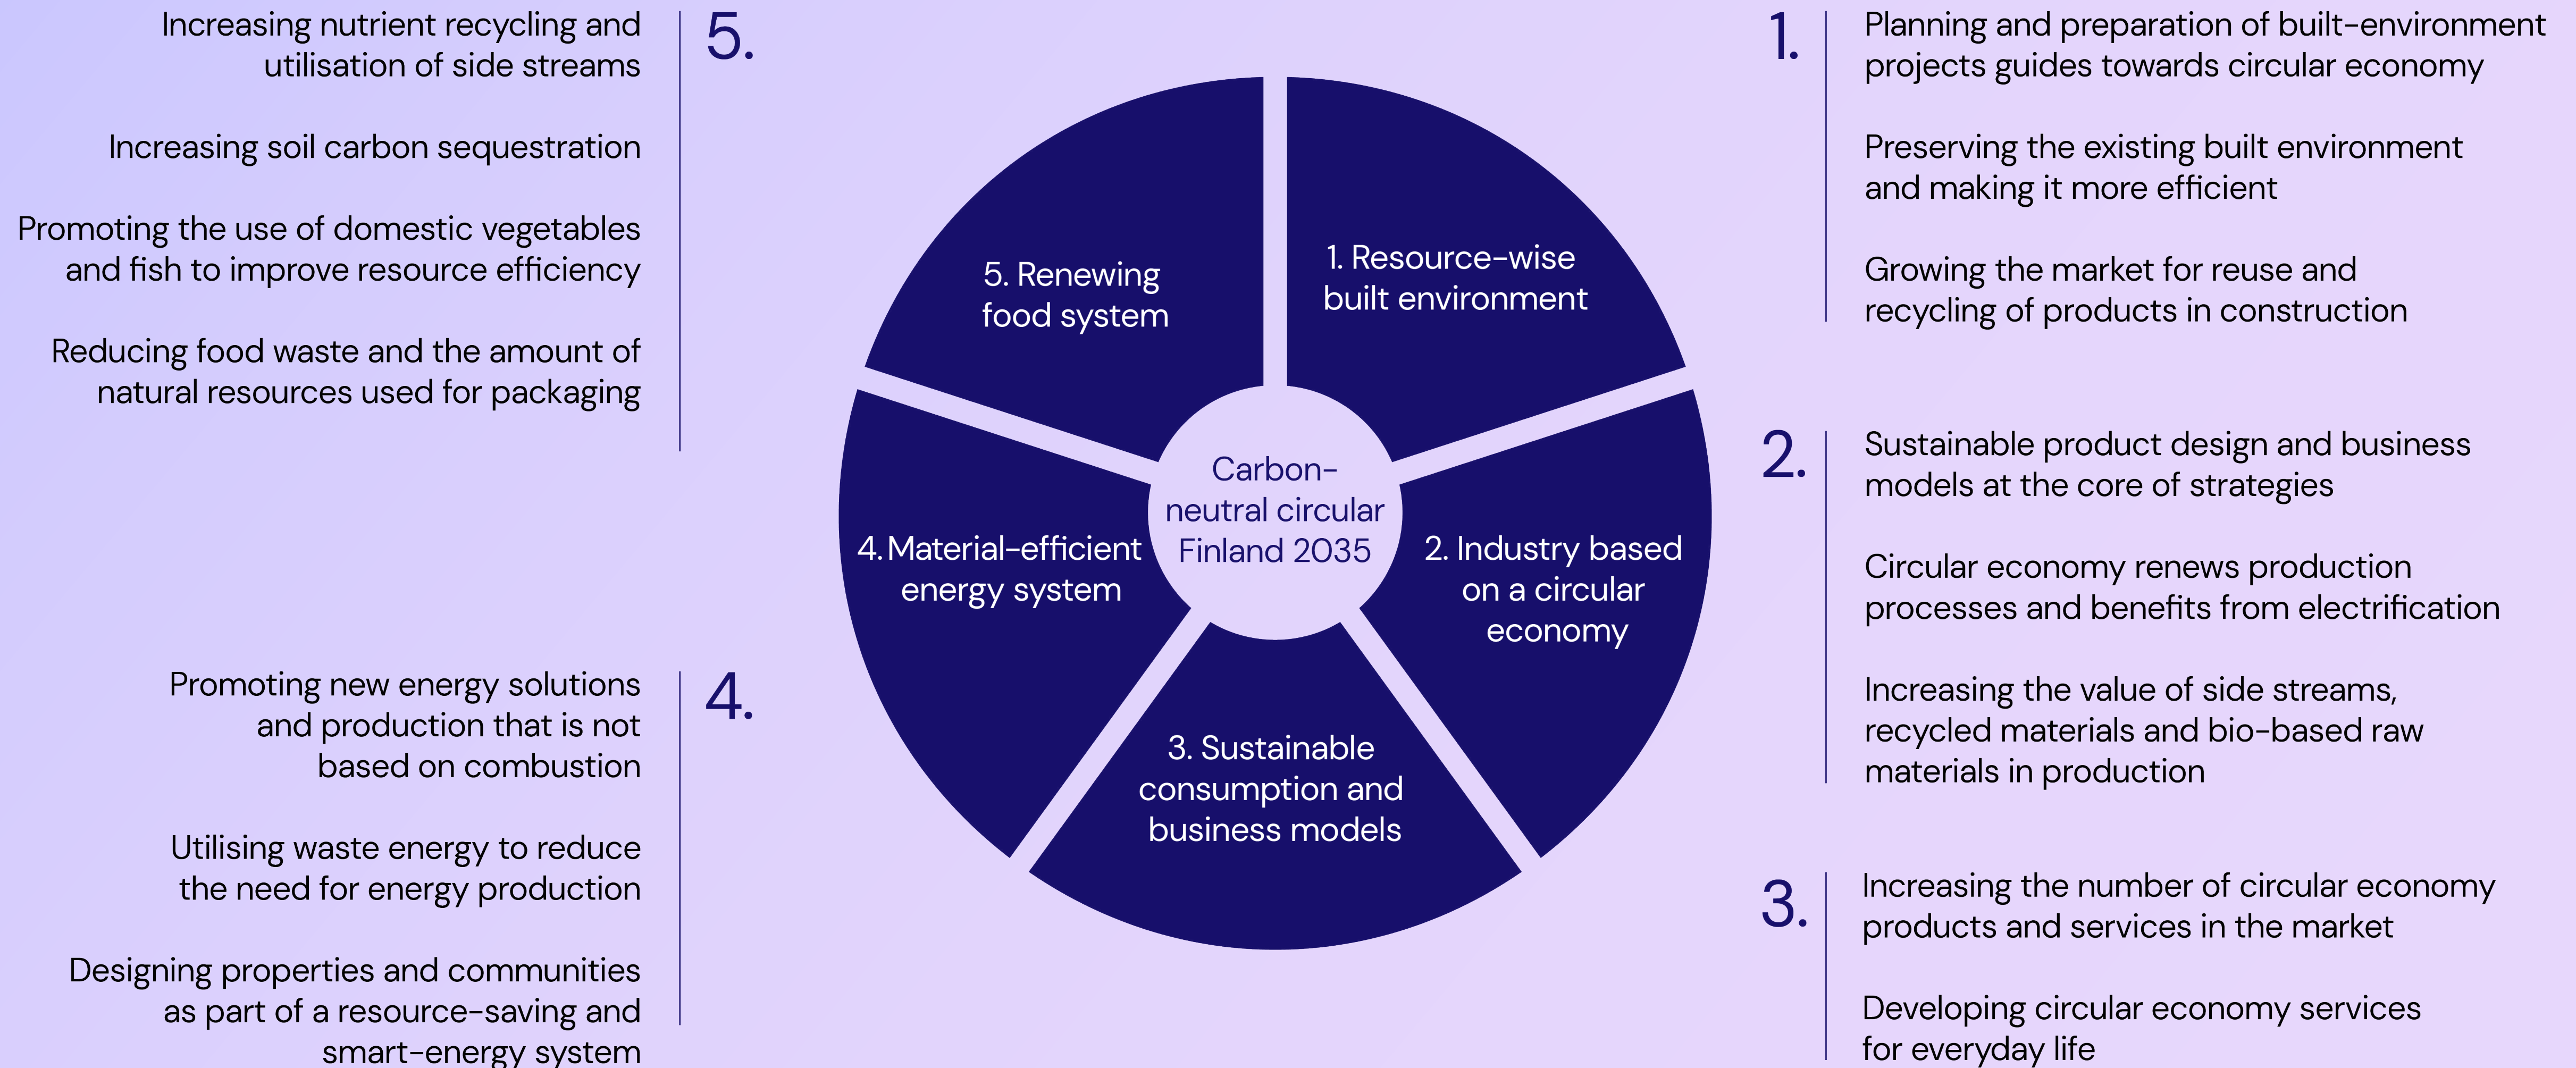 5.
Increasing nutrient recycling and
utilisation of side streams
Increasing soil carbon sequestration
Promoting the use of domestic vegetables
and fish to improve resource efficiency
Reducing food waste and the amount of
natural resources used for packaging
4.
Promoting new energy solutions
and production that is not
based on combustion
Utilising waste energy to reduce
the need for energy production
Designing properties and communities
as part of a resource-saving and
smart-energy system
5. Renewing
food system
1. Resource-wise
built environment
Carbon-
neutral circular
Finland 2035
4. Material-efficient
energy system
2. Industry based
on a circular
economy
3. Sustainable
consumption and
business models
1.
Planning and preparation of built-environment
projects guides towards circular economy
Preserving the existing built environment
and making it more efficient
Growing the market for reuse and
recycling of products in construction
2.
Sustainable product design and business
models at the core of strategies
Circular economy renews production
processes and benefits from electrification
Increasing the value of side streams,
recycled materials and bio-based raw
materials in production
3.
Increasing the number of circular economy
products and services in the market
Developing circular economy services
for everyday life